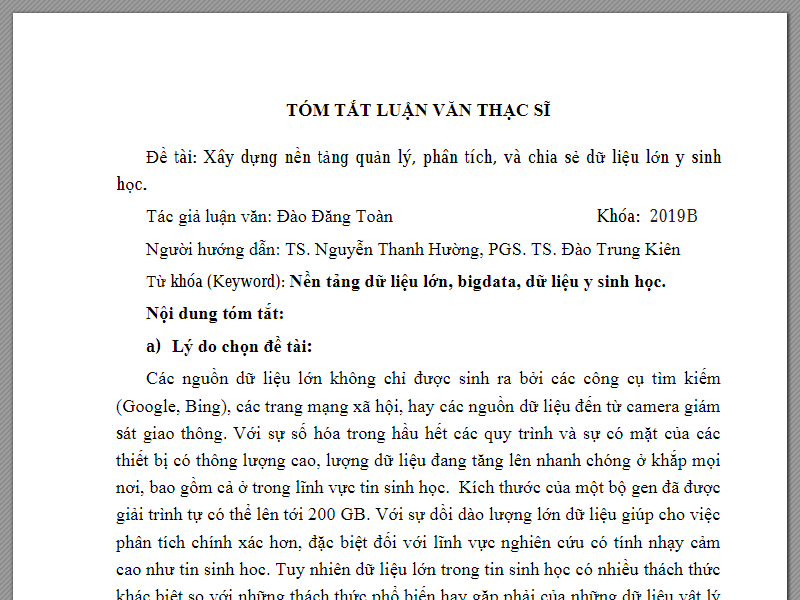 TÓM TẮT LUẬN VĂN THẠC SĨ
Đề tài: Xây dựng nền tảng quản lý, phân tích, và chia sẻ dữ liệu lớn y sinh
học.
Tác giả luận văn: Đào Đăng Toàn Khóa: 2019B
Người hướng dẫn: TS. Nguyễn Thanh Hường, PGS. TS. Đào Trung Kiên
Từ khóa (Keyword): Nền tảng dữ liệu lớn, bigdata, dữ liệu y sinh học.
Nội dung tóm tắt:
a) Lý do chọn đề tài:
Các nguồn dữ liệu lớn không chỉ được sinh ra bởi các công cụ tìm kiếm
(Google, Bing), các trang mạng xã hội, hay các nguồn dữ liệu đến từ camera giám
sát giao thông. Với sự số hóa trong hầu hết các quy trình và sự có mặt của các
thiết bị có thông lượng cao, lượng dữ liệu đang tăng lên nhanh chóng ở khắp mọi
nơi, bao gồm cả ở trong lĩnh vực tin sinh học. Kích thước của một bộ gen đã được
giải trình tự có thể lên tới 200 GB. Với sự dồi dào lượng lớn dữ liệu giúp cho việc
phân tích chính xác hơn, đặc biệt đối với lĩnh vực nghiên cứu có tính nhạy cảm
cao như tin sinh học. Tuy nhiên dữ liệu lớn trong tin sinh học có nhiều thách thức
khác biệt so với những thách thức phổ biến hay gặp phải của những dữ liệu vật lý